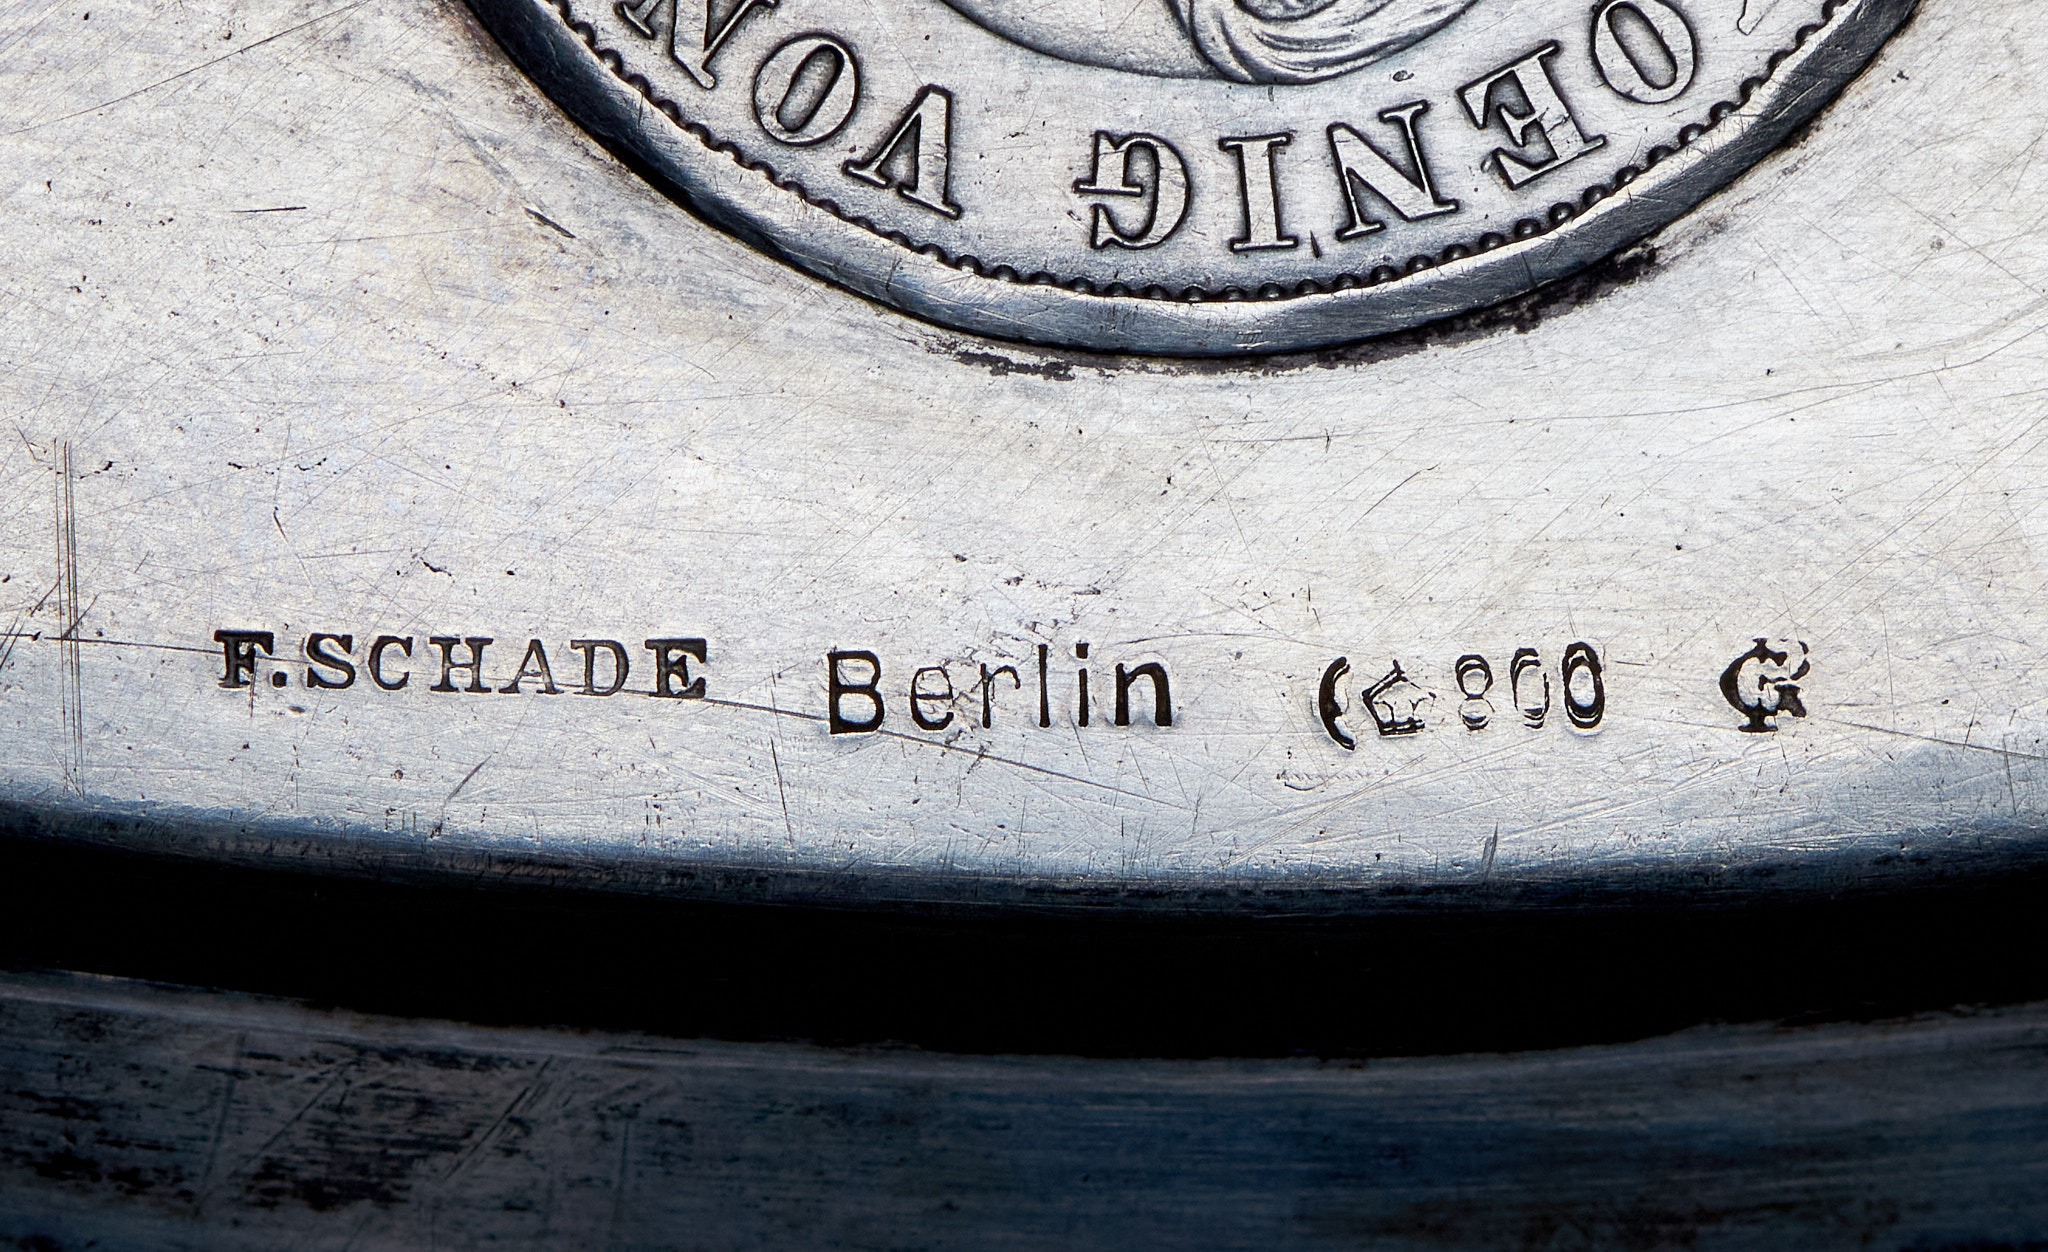 OENIG VON
F.SCHADE Berlin 800